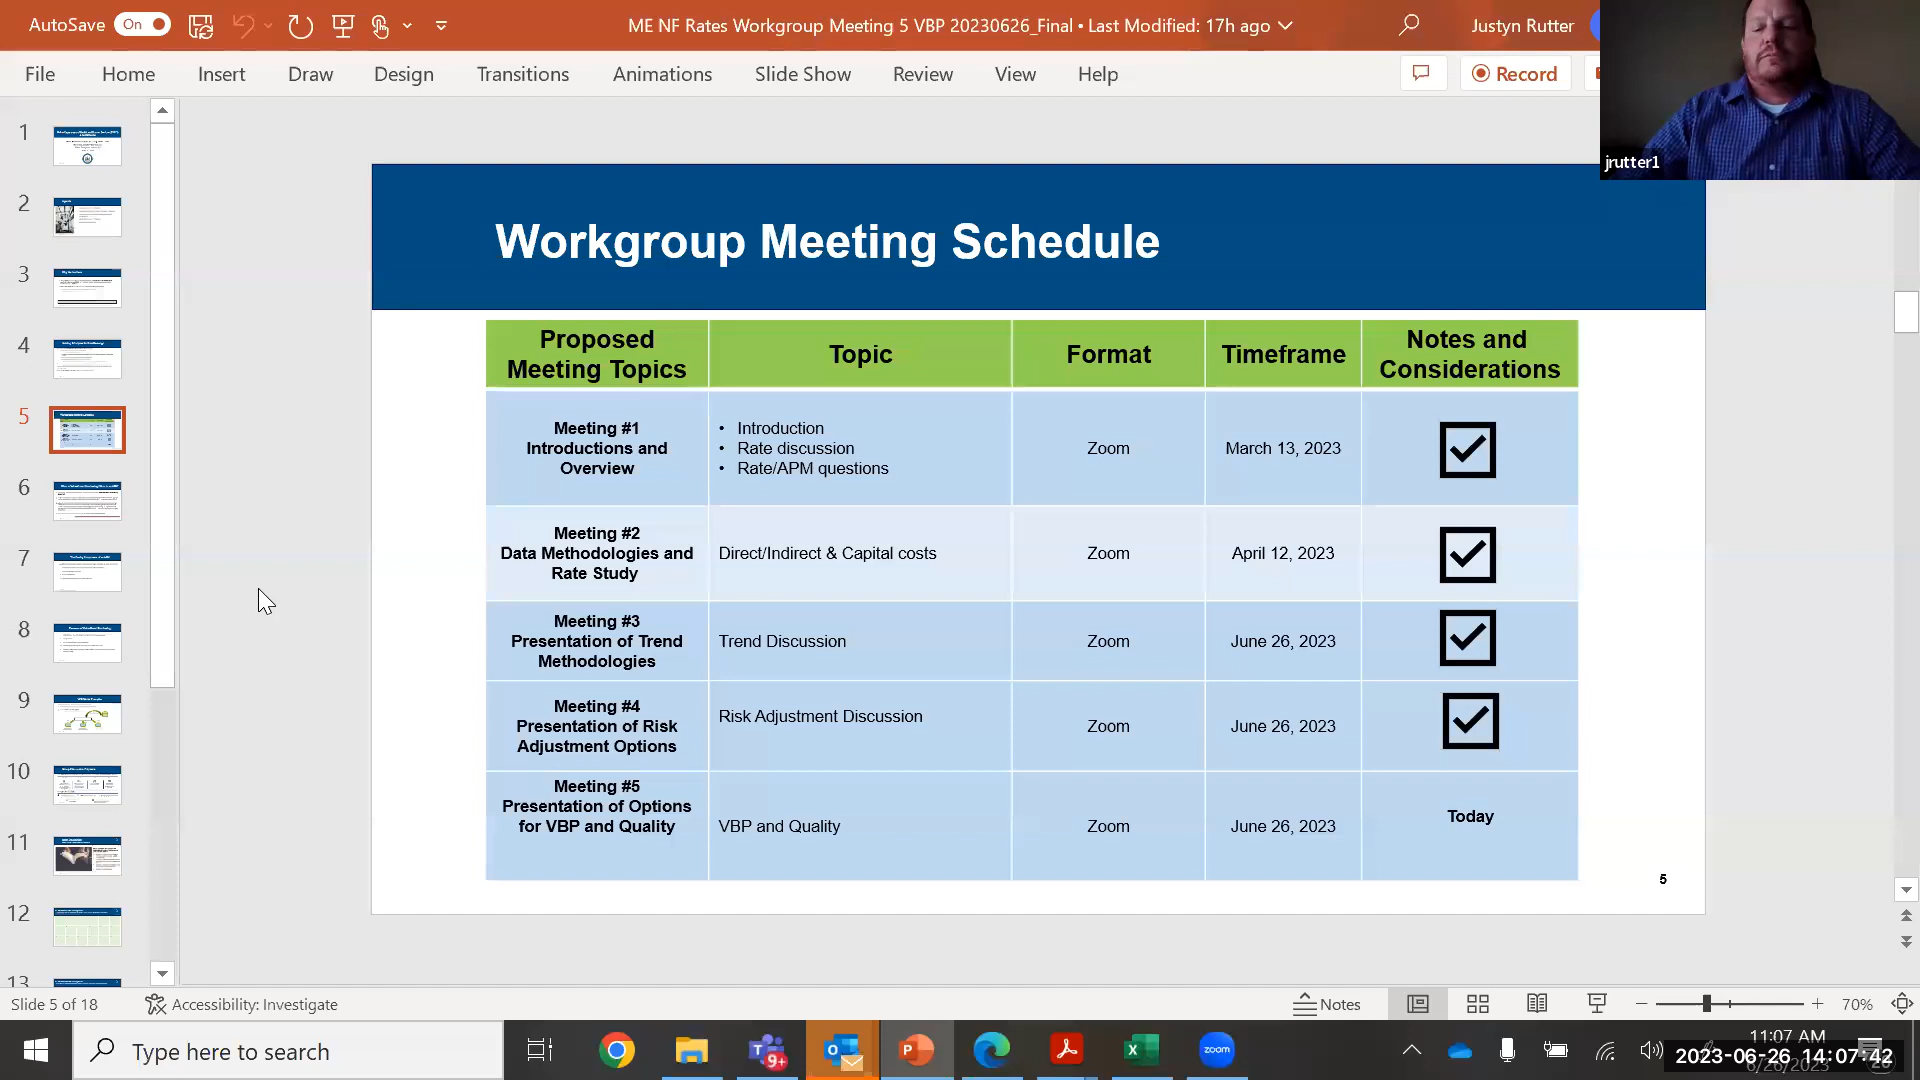 AutoSave On
ME NF Rates Workgroup Meeting 5 VBP 20230626_Final • Last Modified: 17h ago
Justyn Rutter
File Home Insert Draw Design Transitions Animations Slide Show Review View Help
Record
jrutter1
1
2
3
4
5
6
7
8
9
10
11
12
13
Workgroup Meeting Schedule
Proposed
Meeting Topics
Topic
Format
Timeframe
Notes and
Considerations
Meeting #1
Introductions and
Overview
• Introduction
• Rate discussion
• Rate/APM questions
Zoom
March 13, 2023
Meeting #2
Data Methodologies and
Rate Study
Direct/Indirect & Capital costs
Zoom
April 12, 2023
Meeting #3
Presentation of Trend
Methodologies
Trend Discussion
Zoom
June 26, 2023
Meeting #4
Presentation of Risk
Adjustment Options
Risk Adjustment Discussion
Zoom
June 26, 2023
Meeting #5
Presentation of Options
for VBP and Quality
VBP and Quality
Zoom
June 26, 2023
Today
5
Slide 5 of 18
Accessibility: Investigate
Notes
70%
Type here to search
9+
zoom
11:07 AM
2023-06-26 14:07:42